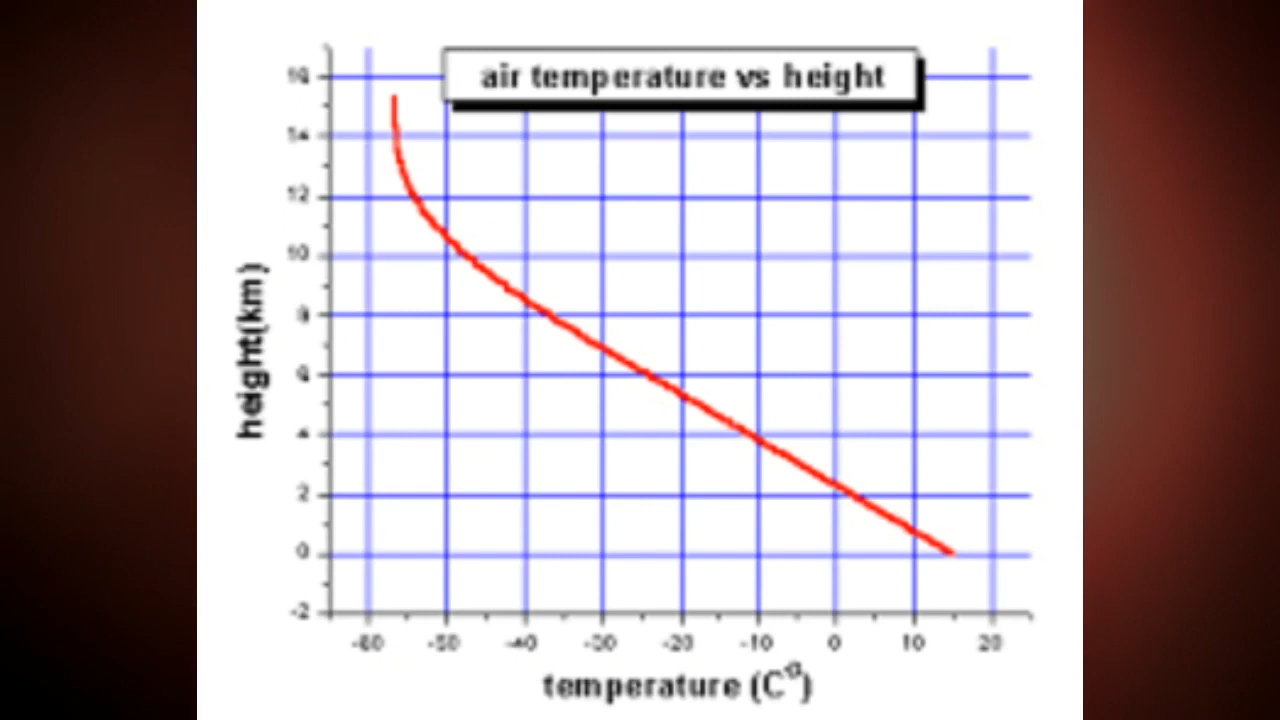 air temperature vs height
16
14
12
10
8
6
4
2
0
-2
height(km)
-60 -50 -40 -30 -20 -10 0 10 20
temperature (C°)